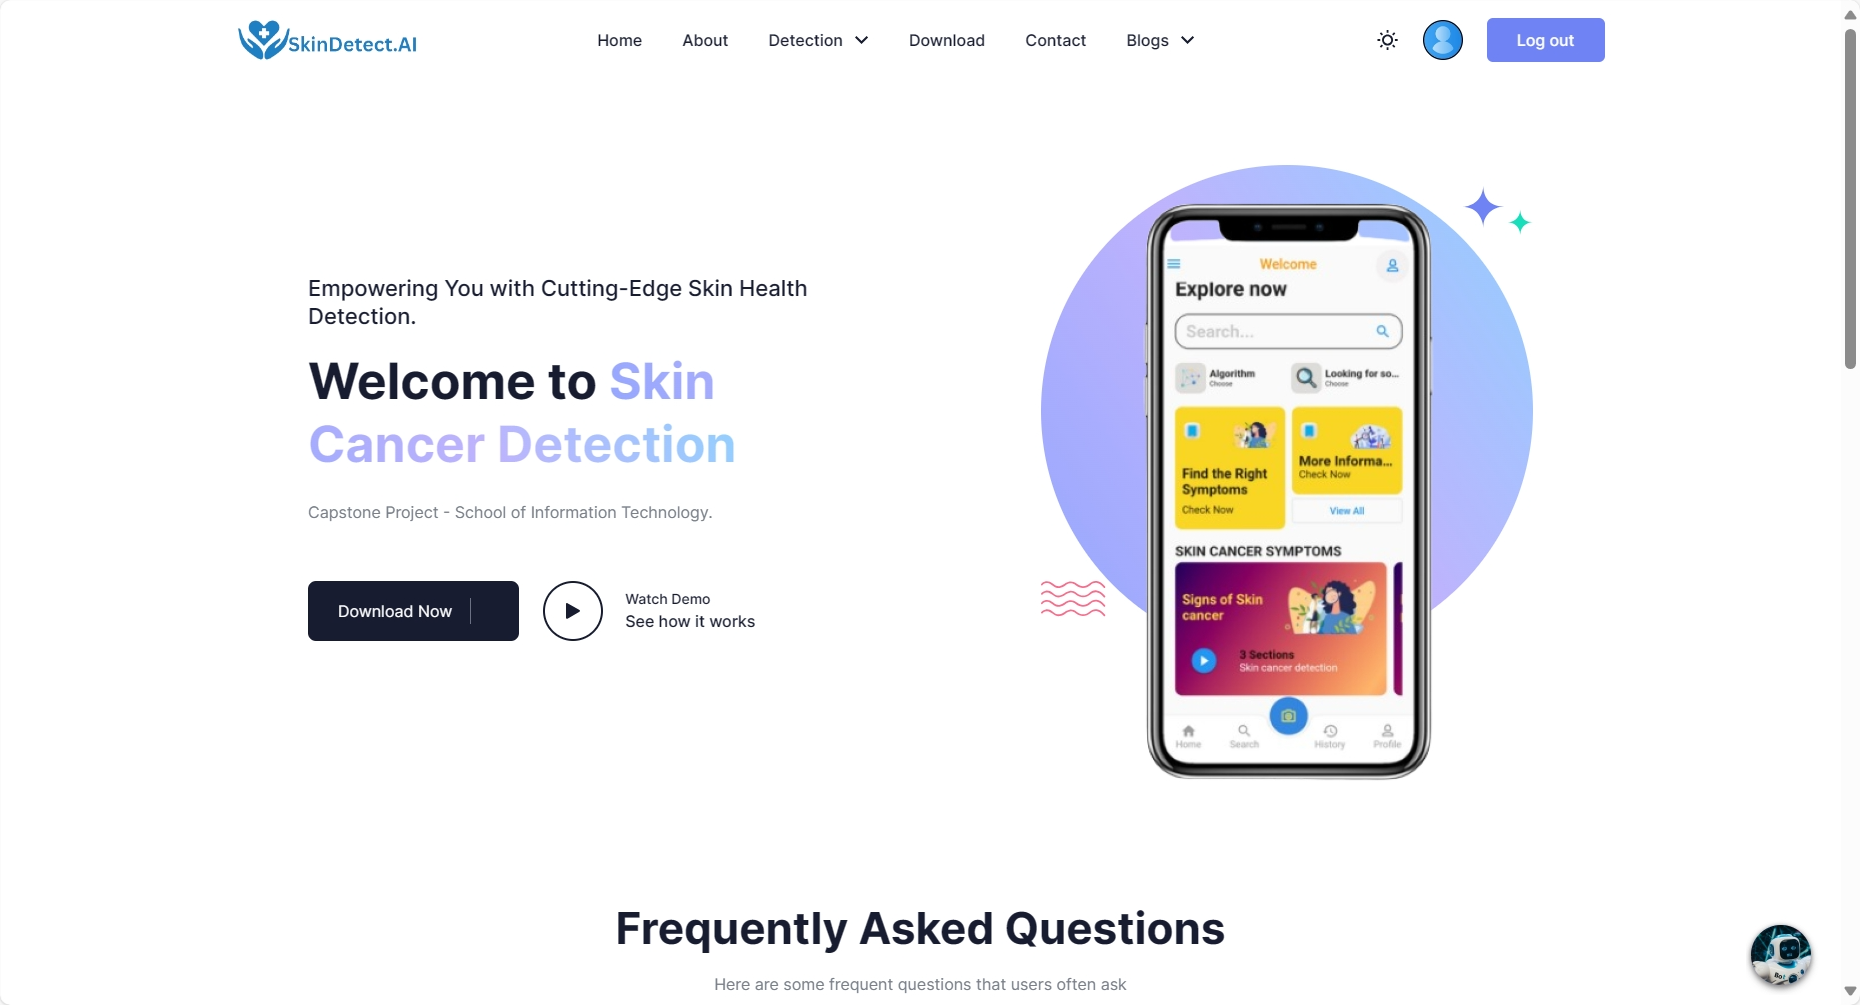 SkinDetect.AI
Home
About
Detection
Download
Contact
Blogs
Log out
Empowering You with Cutting-Edge Skin Health
Detection.
Welcome to Skin
Cancer Detection
Capstone Project - School of Information Technology.
Download Now
Watch Demo
See how it works
Welcome
Explore now
Search...
Algorithm
Choose
Looking for so...
Choose
Find the Right
Symptoms
Check Now
More Informa...
Check Now
View All
SKIN CANCER SYMPTOMS
Signs of Skin
cancer
3 Sections
Skin cancer detection
Home
Search
History
Profile
Frequently Asked Questions
Here are some frequent questions that users often ask
Bot